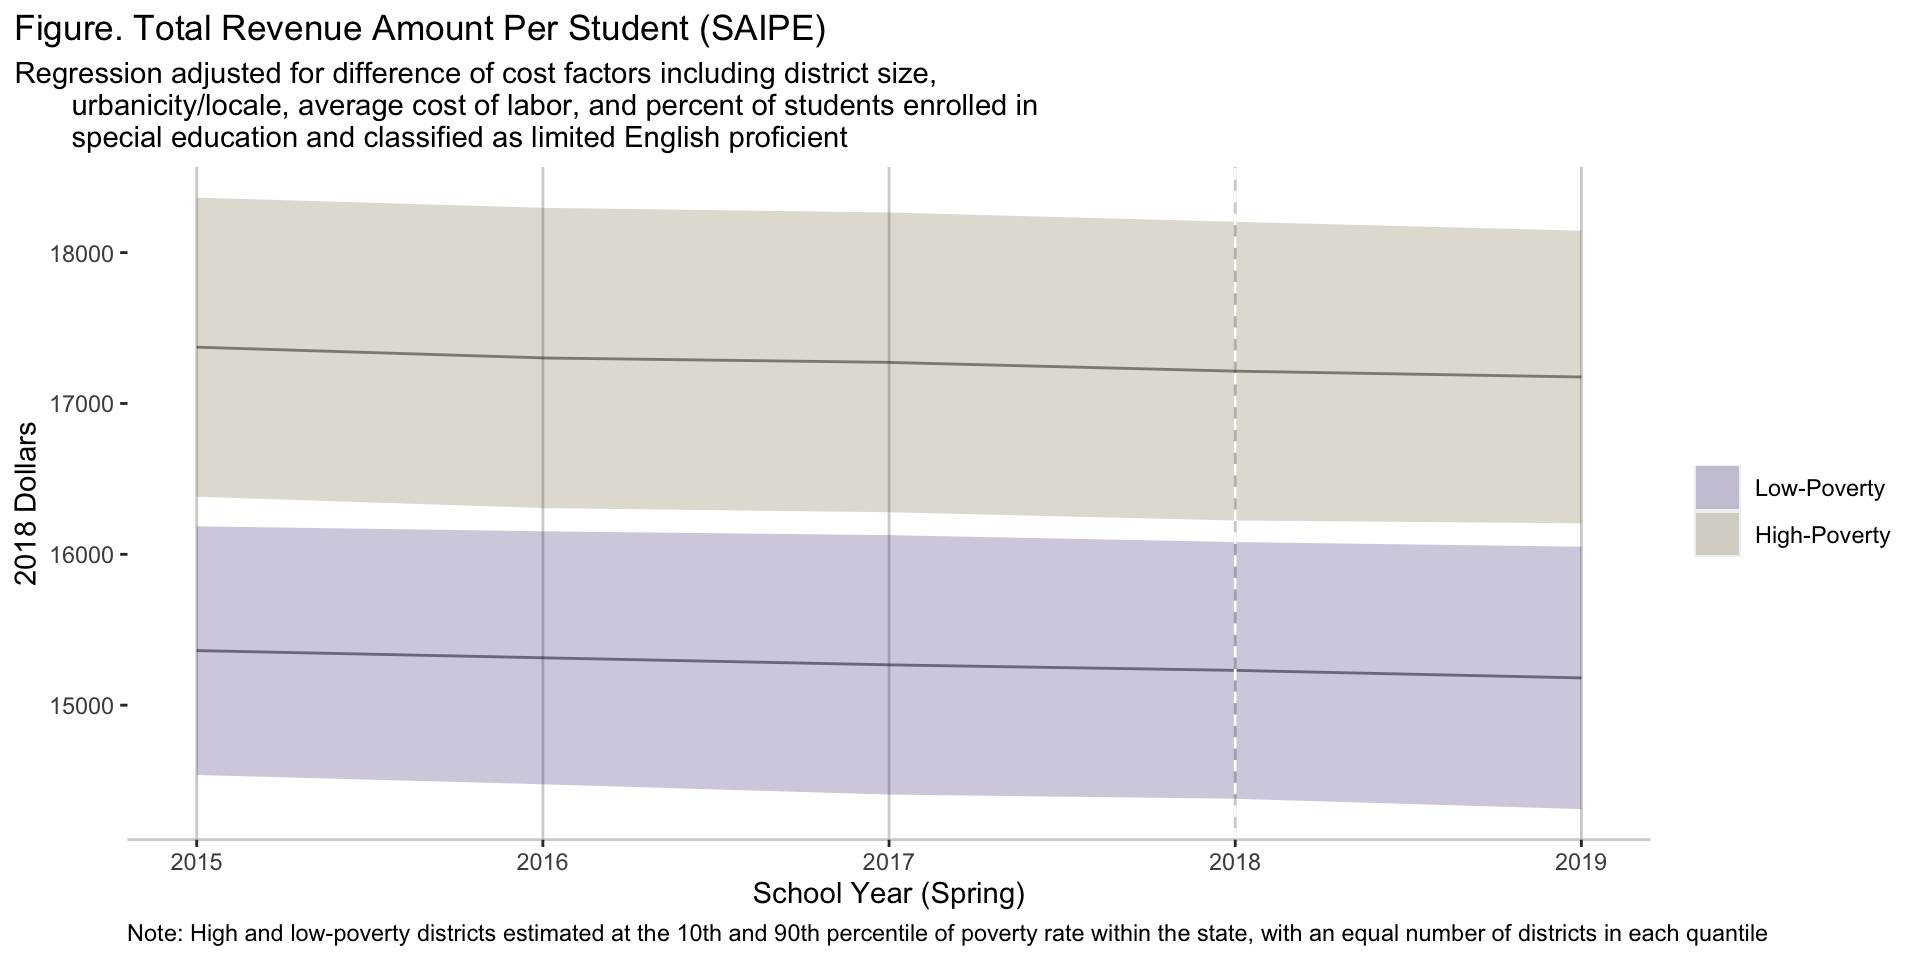 Figure. Total Revenue Amount Per Student (SAIPE)
Regression adjusted for difference of cost factors including district size,
urbanicity/locale, average cost of labor, and percent of students enrolled in
special education and classified as limited English proficient
18000
17000
16000
15000
2018 Dollars
Low-Poverty
High-Poverty
2015 2016 2017 2018 2019
School Year (Spring)
Note: High and low-poverty districts estimated at the 10th and 90th percentile of poverty rate within the state, with an equal number of districts in each quantile